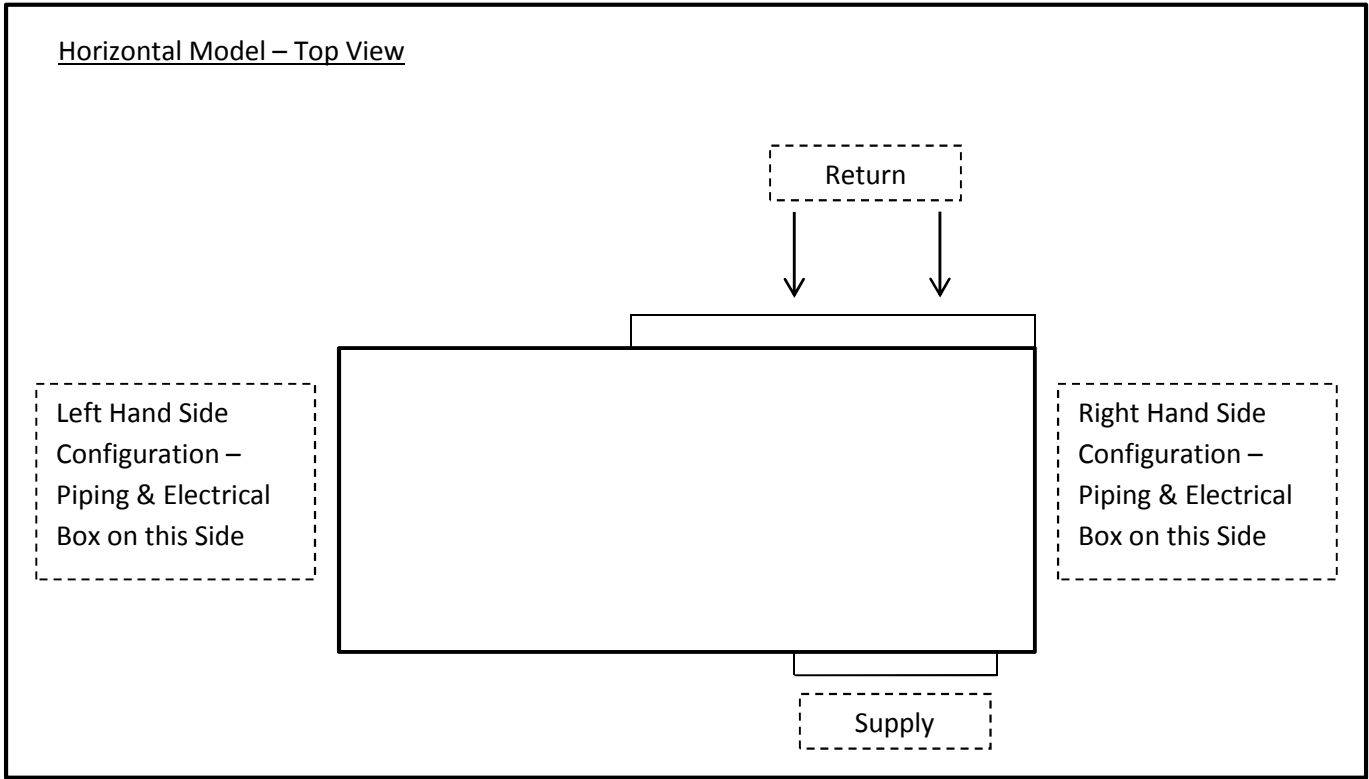 Horizontal Model – Top View
Return
Left Hand Side
Configuration –
Piping & Electrical
Box on this Side
Right Hand Side
Configuration –
Piping & Electrical
Box on this Side
Supply